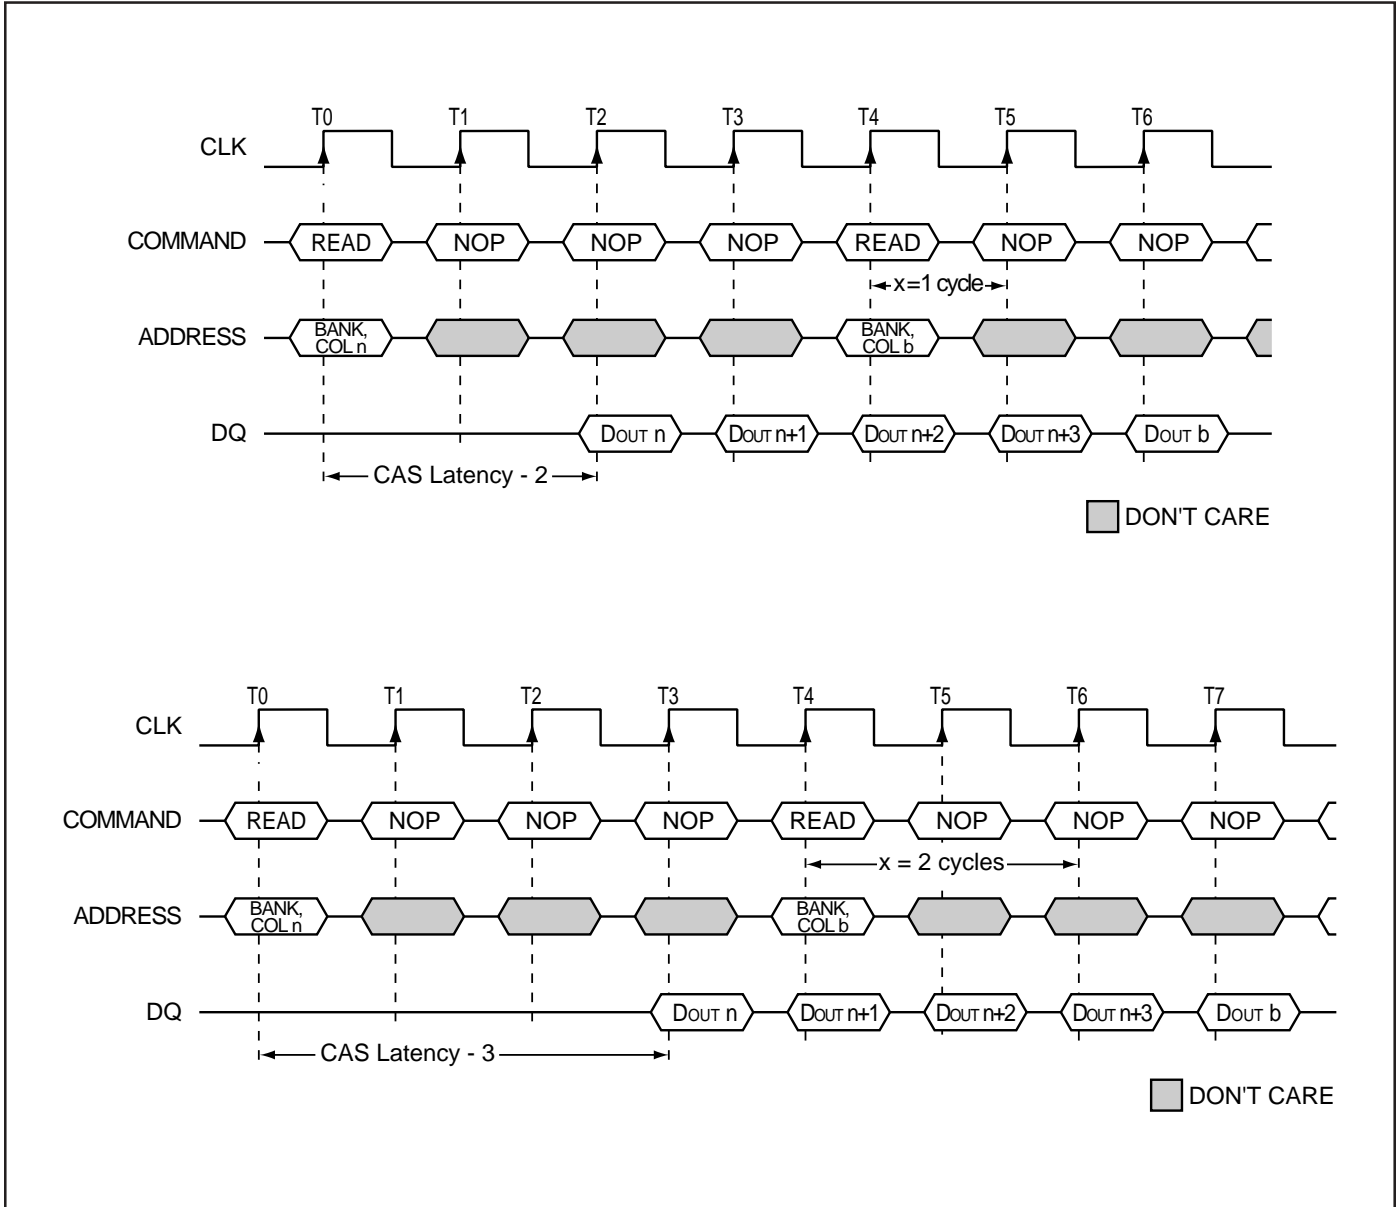 T0 T1 T2 T3 T4 T5 T6
CLK
COMMAND READ NOP NOP NOP READ NOP NOP
x=1 cycle
ADDRESS BANK, COL n BANK, COL b
DQ DOUT n DOUT n+1 DOUT n+2 DOUT n+3 DOUT b
CAS Latency - 2
DON'T CARE
T0 T1 T2 T3 T4 T5 T6 T7
CLK
COMMAND READ NOP NOP NOP READ NOP NOP NOP
x = 2 cycles
ADDRESS BANK, COL n BANK, COL b
DQ DOUT n DOUT n+1 DOUT n+2 DOUT n+3 DOUT b
CAS Latency - 3
DON'T CARE